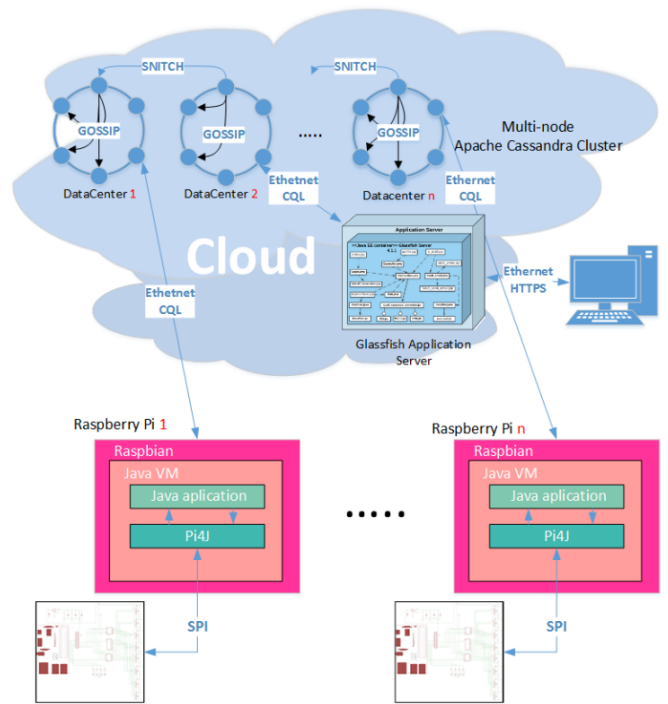 SNITCH
SNITCH
GOSSIP
GOSSIP
.....
GOSSIP
Multi-node
Apache Cassandra Cluster
DataCenter 1
DataCenter 2
Datacenter n
Ethetnet
CQL
Ethernet
CQL
Application Server
Cloud
Ethernet
HTTPS
Ethetnet
CQL
Glassfish Application
Server
Raspberry Pi 1
Raspberry Pi n
Raspbian
Raspbian
Java VM
Java VM
Java aplication
Java aplication
.....
Pi4J
Pi4J
SPI
SPI